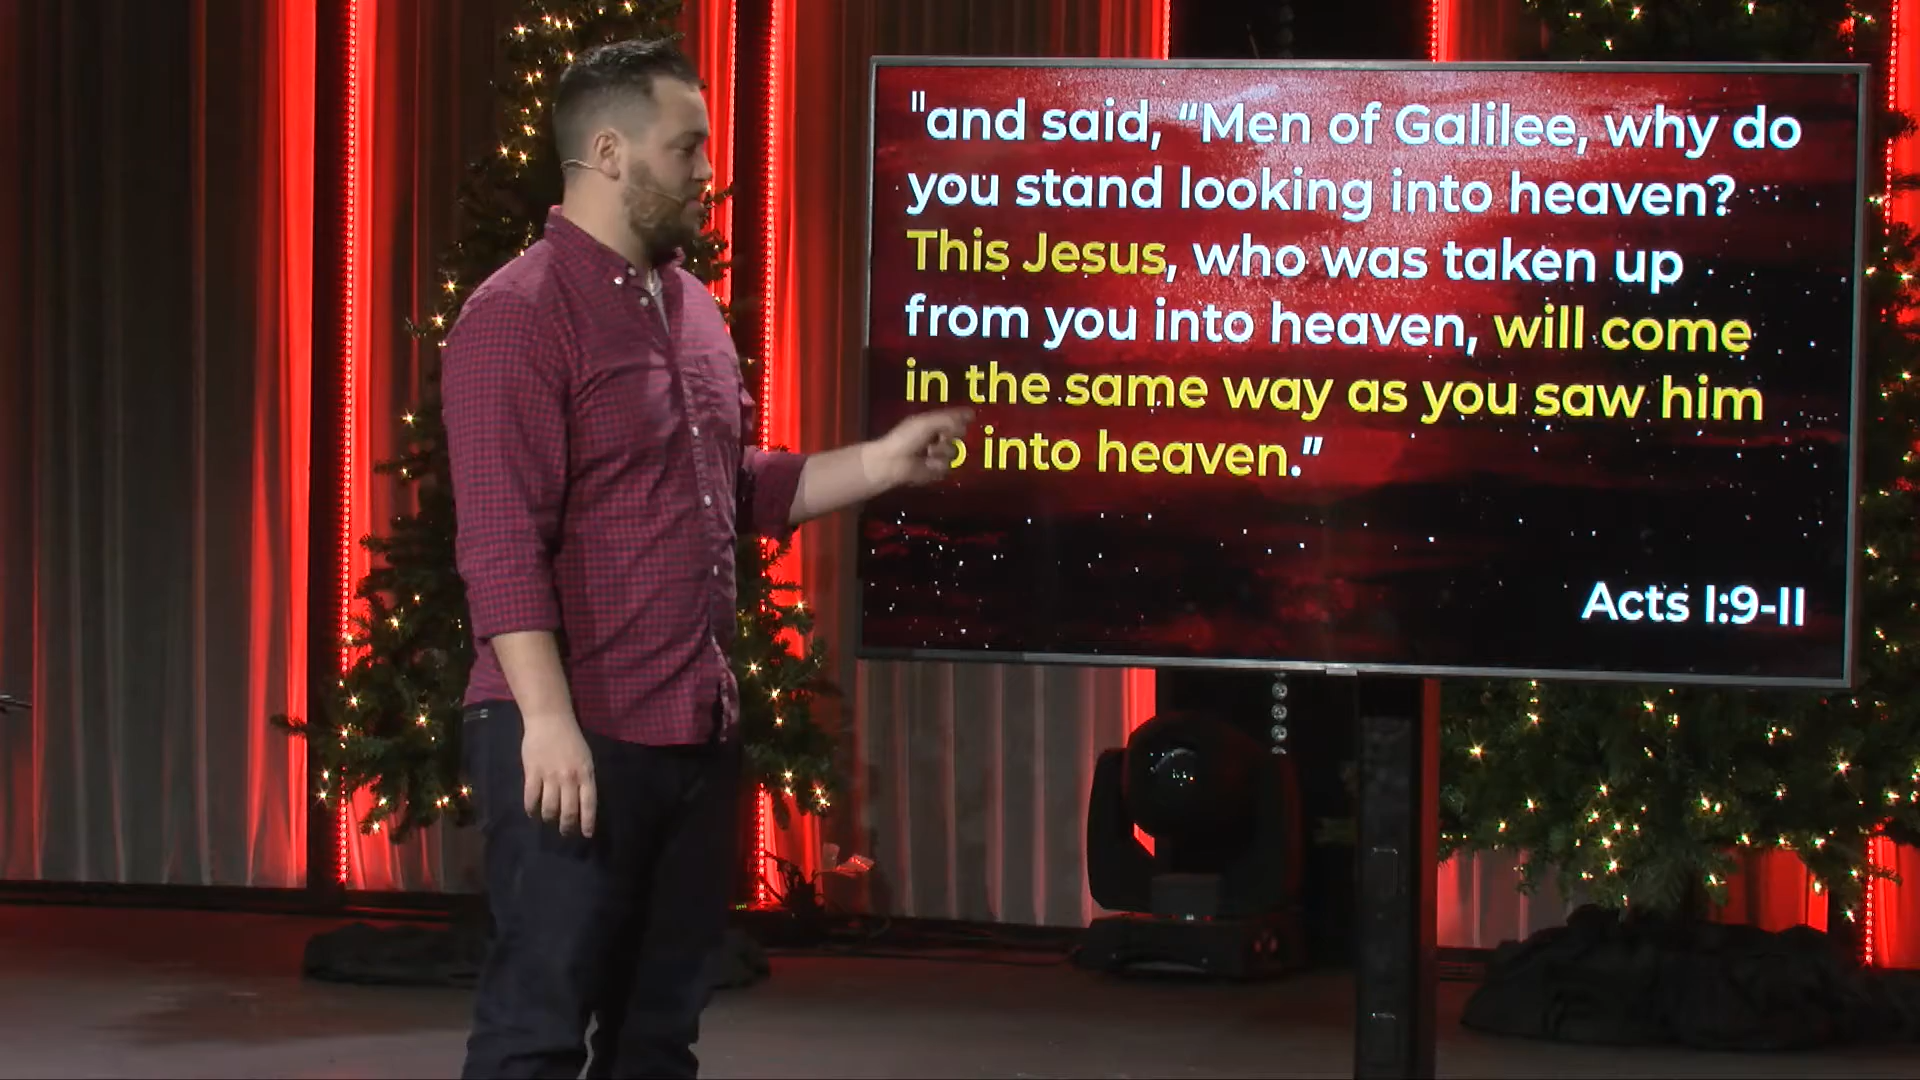 "and said, “Men of Galilee, why do
you stand looking into heaven?
This Jesus, who was taken up
from you into heaven, will come
in the same way as you saw him
into heaven.”
Acts 1:9-11